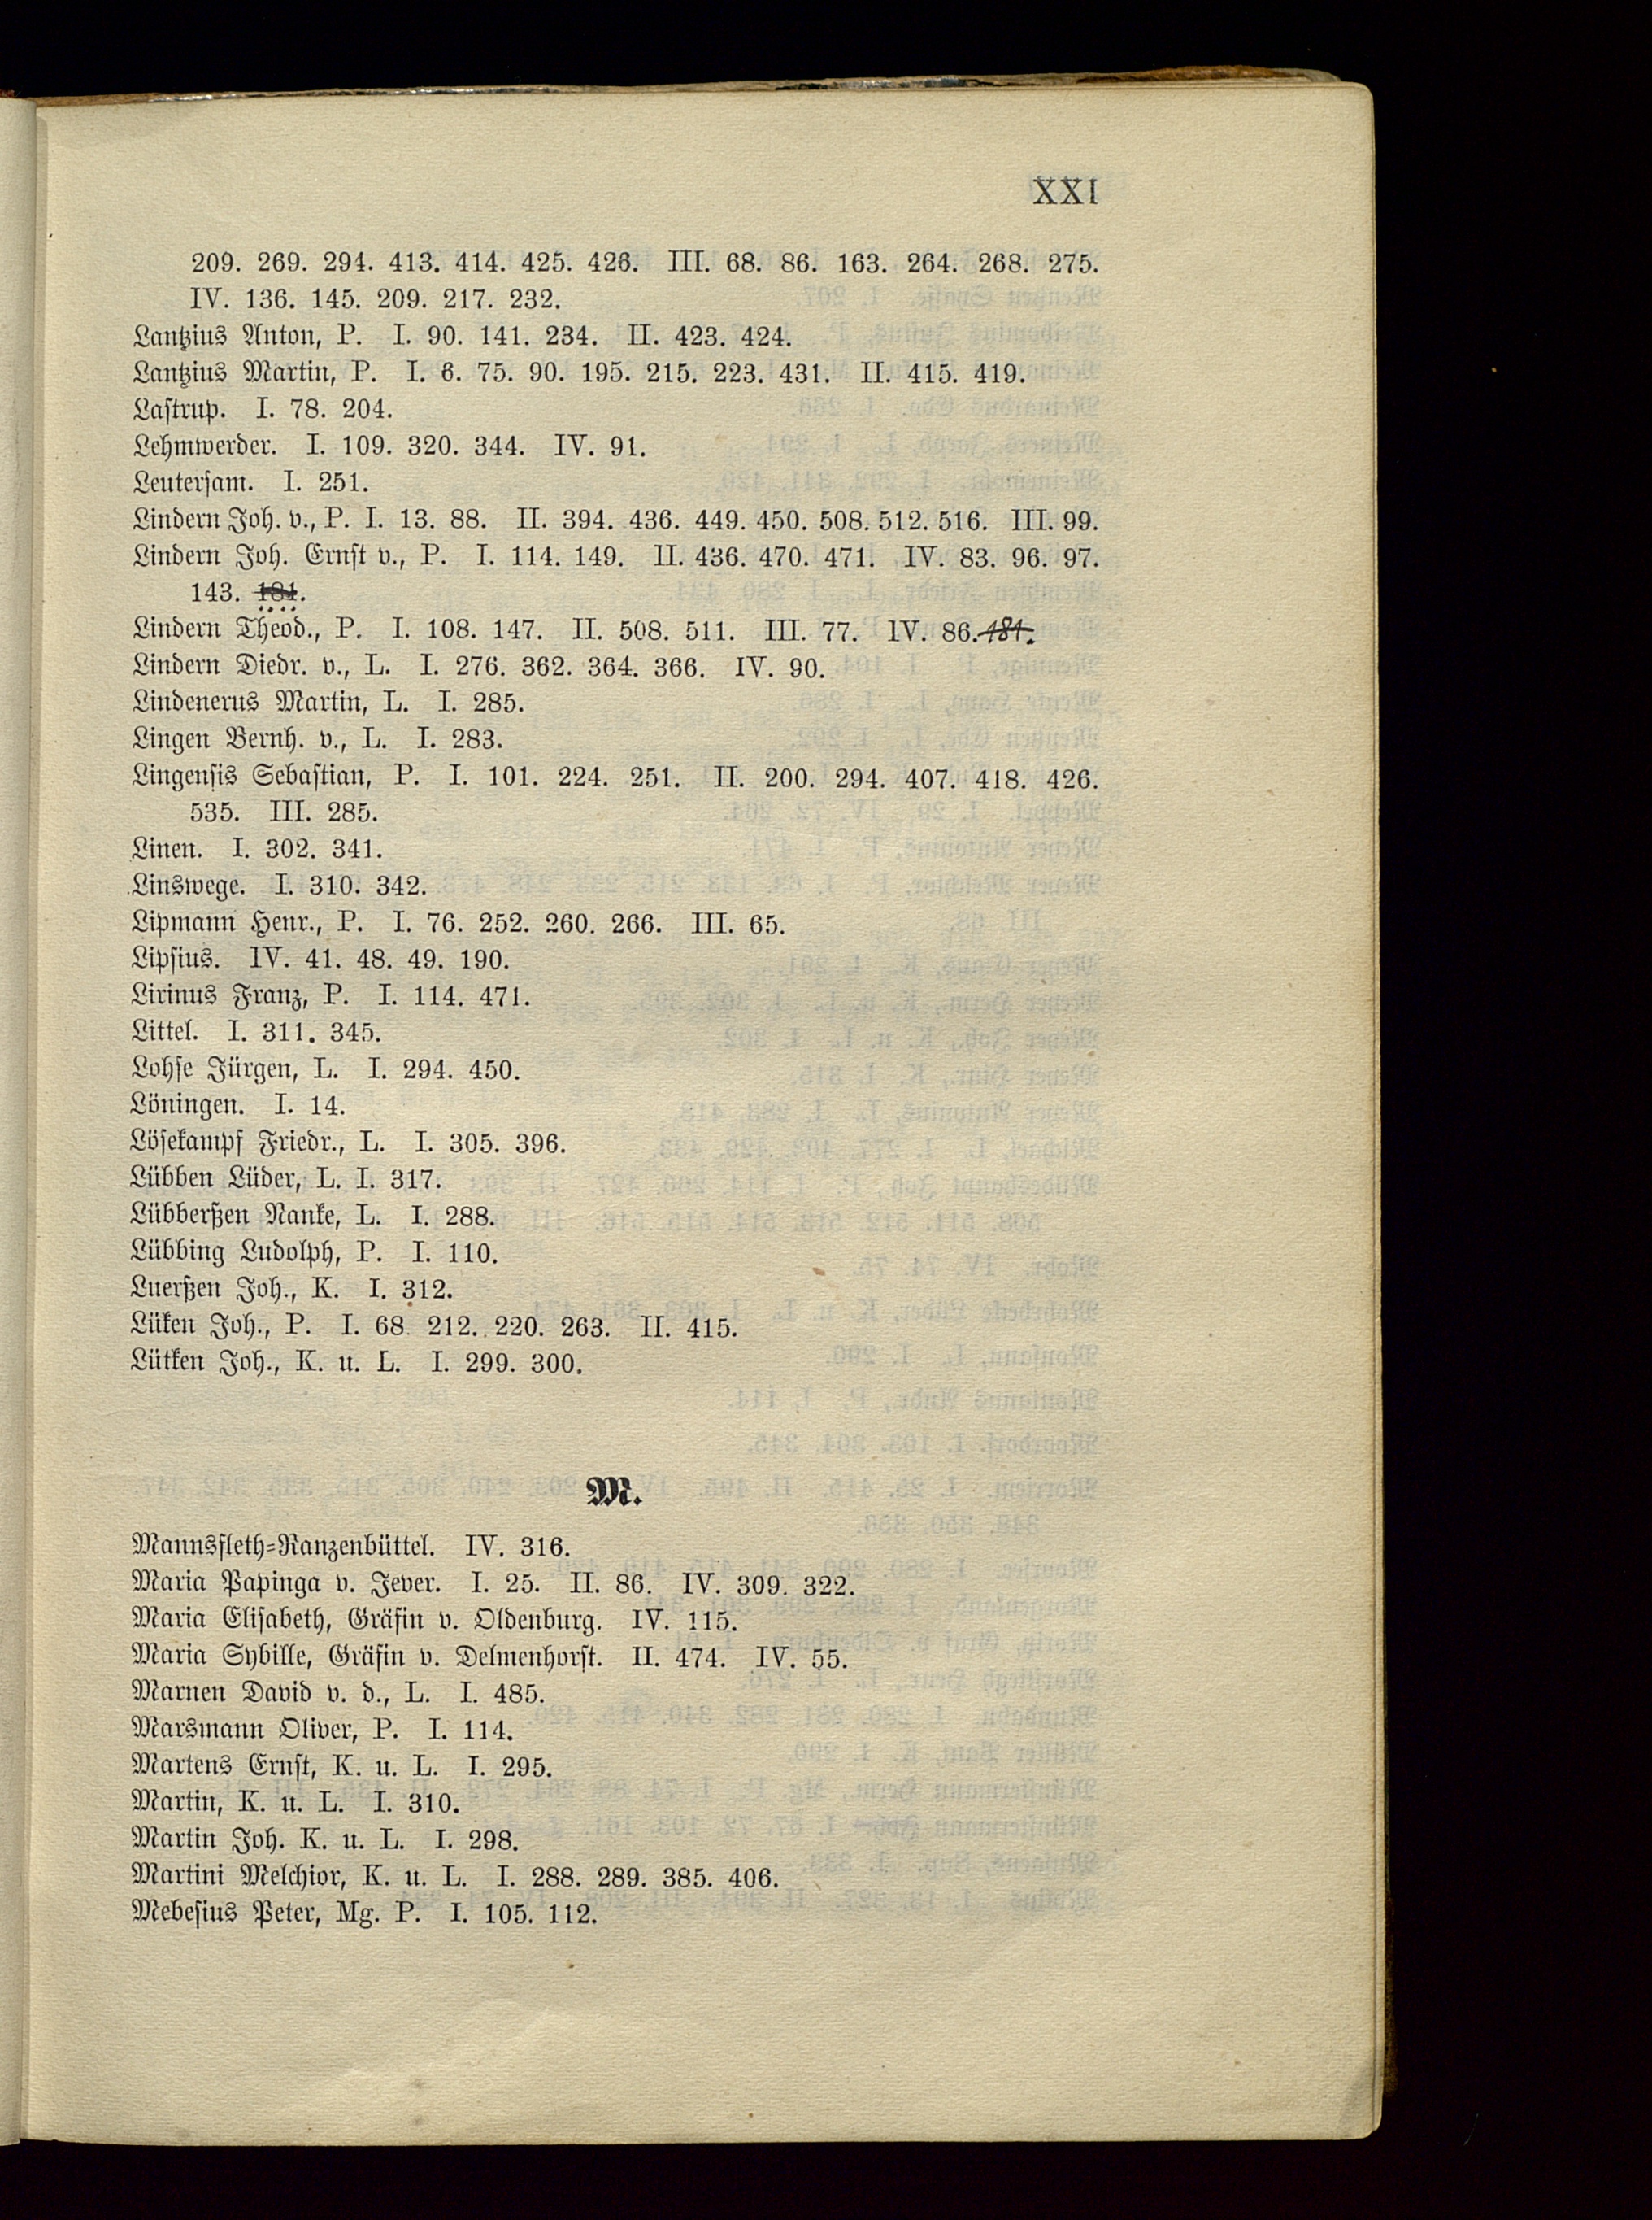 XXI
209. 269. 294. 413. 414. 425. 426. III. 68. 86. 163. 264. 268. 275.
IV. 136. 145. 209. 217. 232.
Lantzius Anton, P. I. 90. 141. 234. II. 423. 424.
Lantzius Martin, P. I. 6. 75. 90. 195. 215. 223. 431. II. 415. 419.
Laſtrup. I. 78. 204.
Lehmwerder. I. 109. 320. 344. IV. 91.
Leuterſam. I. 251.
Lindern Joh. v., P. I. 13. 88. II. 394. 436. 449. 450. 508. 512. 516. III. 99.
Lindern Joh. Ernſt v., P. I. 114. 149. II. 436. 470. 471. IV. 83. 96. 97.
143. 181.
Lindern Theod., P. I. 108. 147. II. 508. 511. III. 77. IV. 86. 181.
Lindern Diedr. v., L. I. 276. 362. 364. 366. IV. 90.
Lindenerus Martin, L. I. 285.
Lingen Bernh. v., L. I. 283.
Lingenſis Sebaſtian, P. I. 101. 224. 251. II. 200. 294. 407. 418. 426.
535. III. 285.
Linen. I. 302. 341.
Linswege. I. 310. 342.
Lipmann Henr., P. I. 76. 252. 260. 266. III. 65.
Lipſius. IV. 41. 48. 49. 190.
Lirinus Franz, P. I. 114. 471.
Littel. I. 311. 345.
Lohſe Jürgen, L. I. 294. 450.
Löningen. I. 14.
Löſekampf Friedr., L. I. 305. 396.
Lübben Lüder, L. I. 317.
Lübberßen Nanke, L. I. 288.
Lübbing Ludolph, P. I. 110.
Luerßen Joh., K. I. 312.
Lüken Joh., P. I. 68. 212. 220. 263. II. 415.
Lütken Joh., K. u. L. I. 299. 300.
M.
Mannsfleth=Ranzenbüttel. IV. 316.
Maria Papinga v. Jever. I. 25. II. 86. IV. 309. 322.
Maria Eliſabeth, Gräfin v. Oldenburg. IV. 115.
Maria Sybille, Gräfin v. Delmenhorſt. II. 474. IV. 55.
Marnen David v. d., L. I. 485.
Marsmann Oliver, P. I. 114.
Martens Ernſt, K. u. L. I. 295.
Martin, K. u. L. I. 310.
Martin Joh. K. u. L. I. 298.
Martini Melchior, K. u. L. I. 288. 289. 385. 406.
Mebeſius Peter, Mg. P. I. 105. 112.